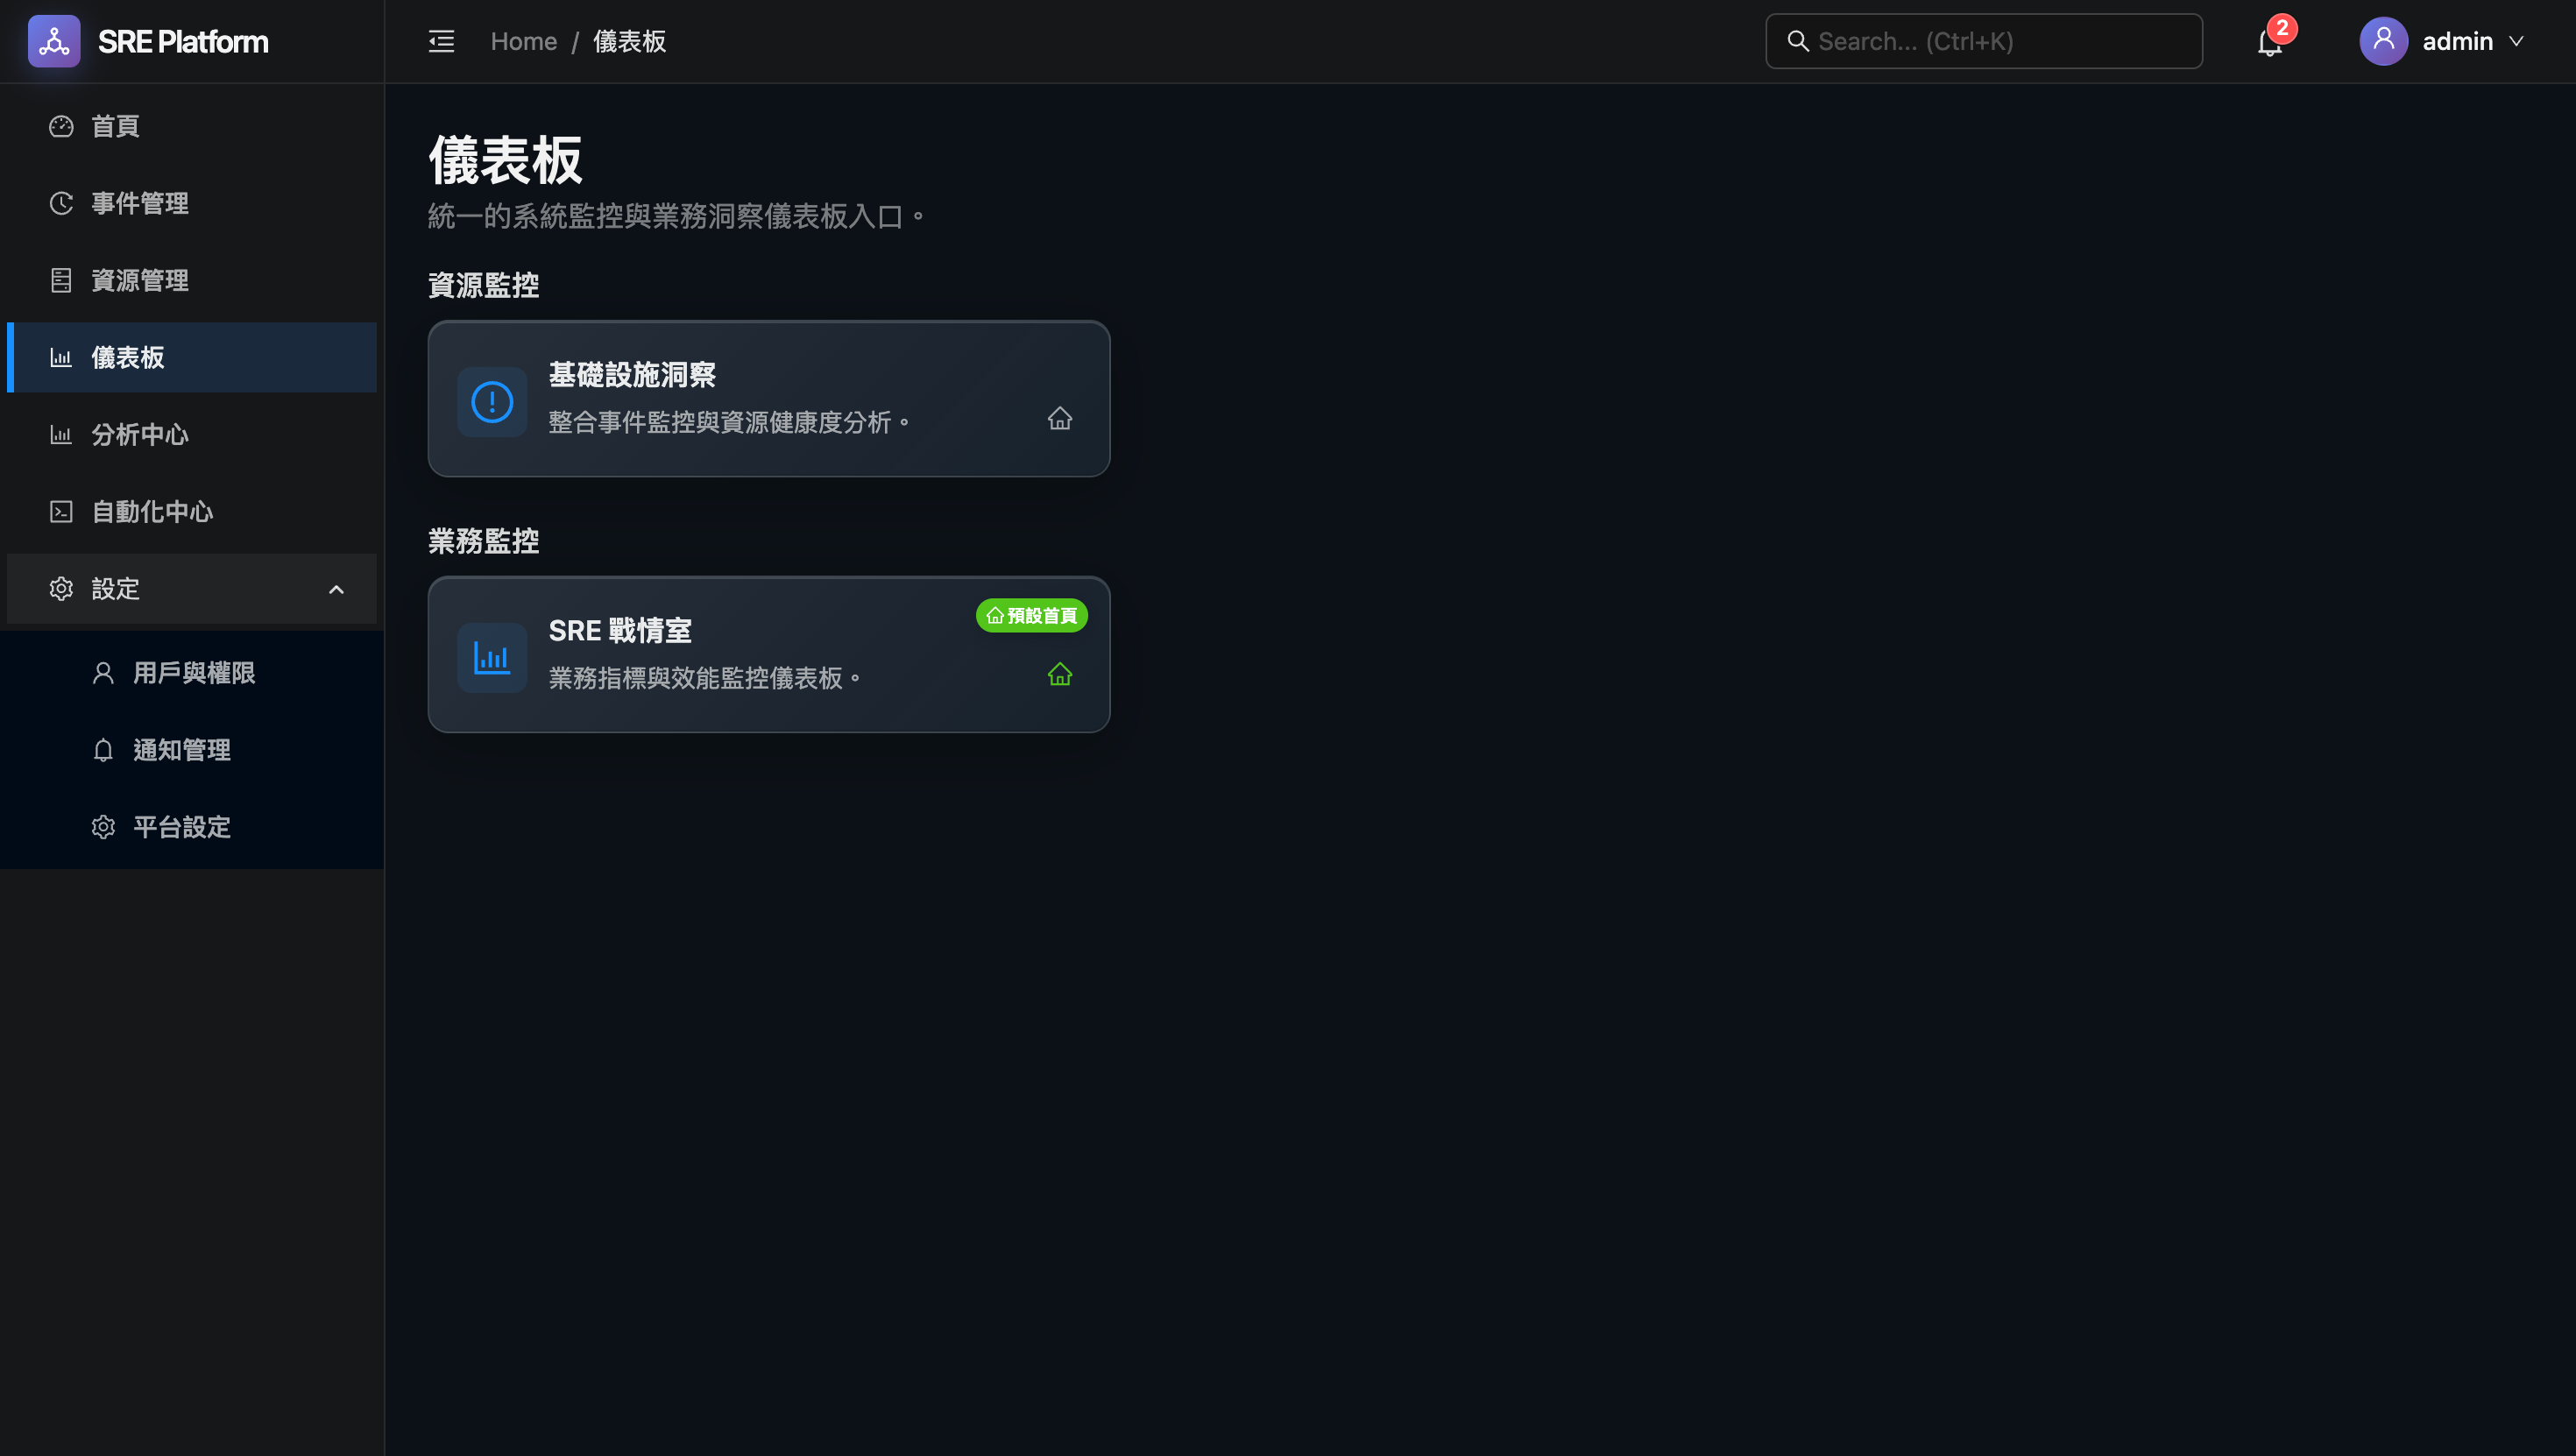 SRE Platform
Home / 儀表板
Search... (Ctrl+K)
2
admin
首頁
事件管理
資源管理
儀表板
分析中心
自動化中心
設定
用戶與權限
通知管理
平台設定
儀表板
統一的系統監控與業務洞察儀表板入口。
資源監控
基礎設施洞察
整合事件監控與資源健康度分析。
業務監控
預設首頁
SRE 戰情室
業務指標與效能監控儀表板。